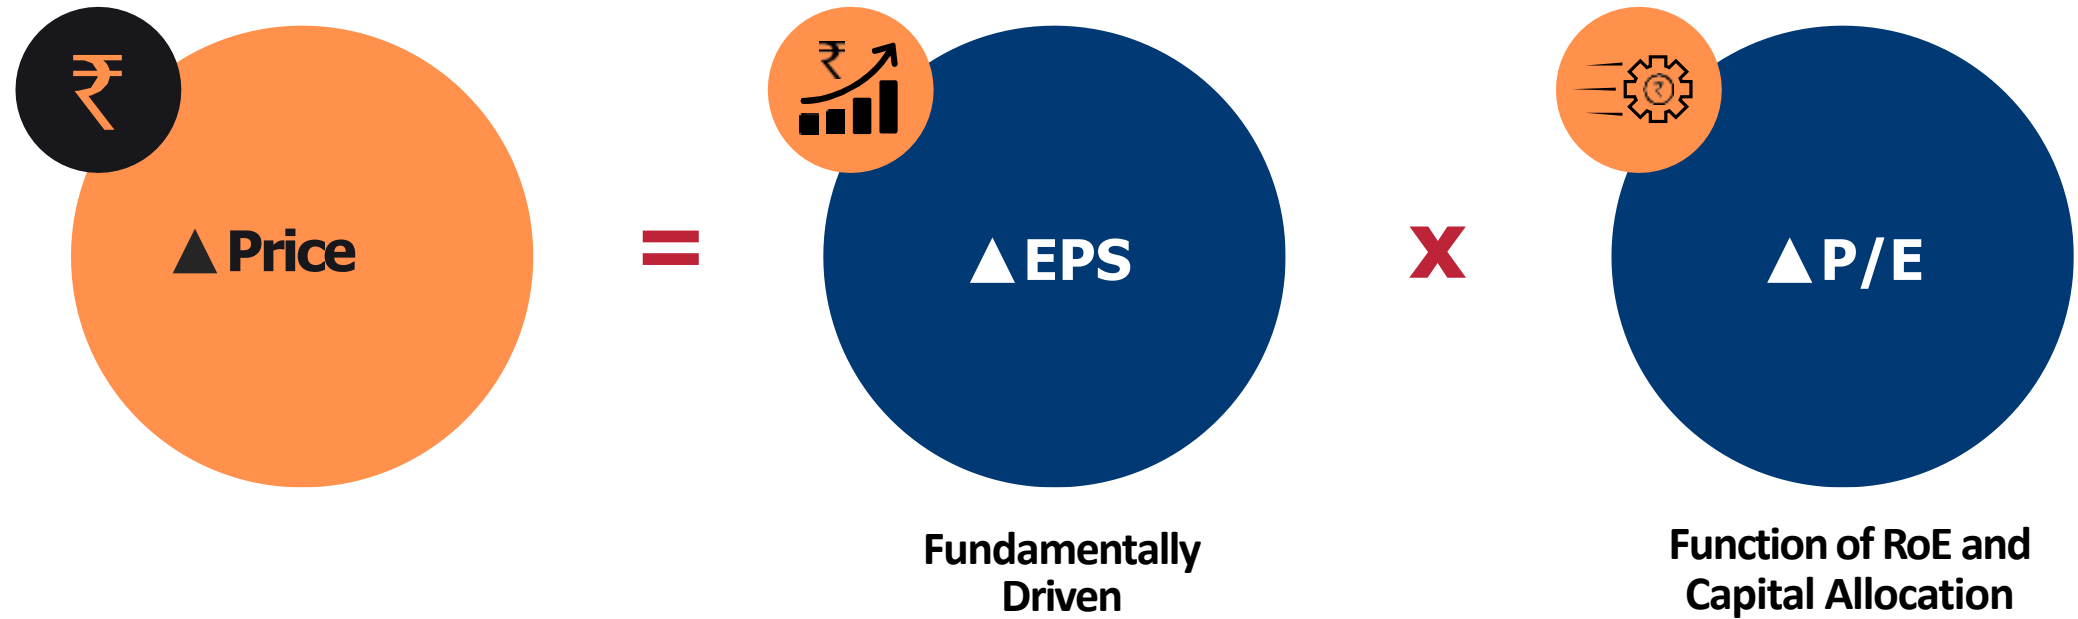 ₹
▲Price
=
₹
▲EPS
x
₹
▲P/E
Fundamentally
Driven
Function of RoE and
Capital Allocation